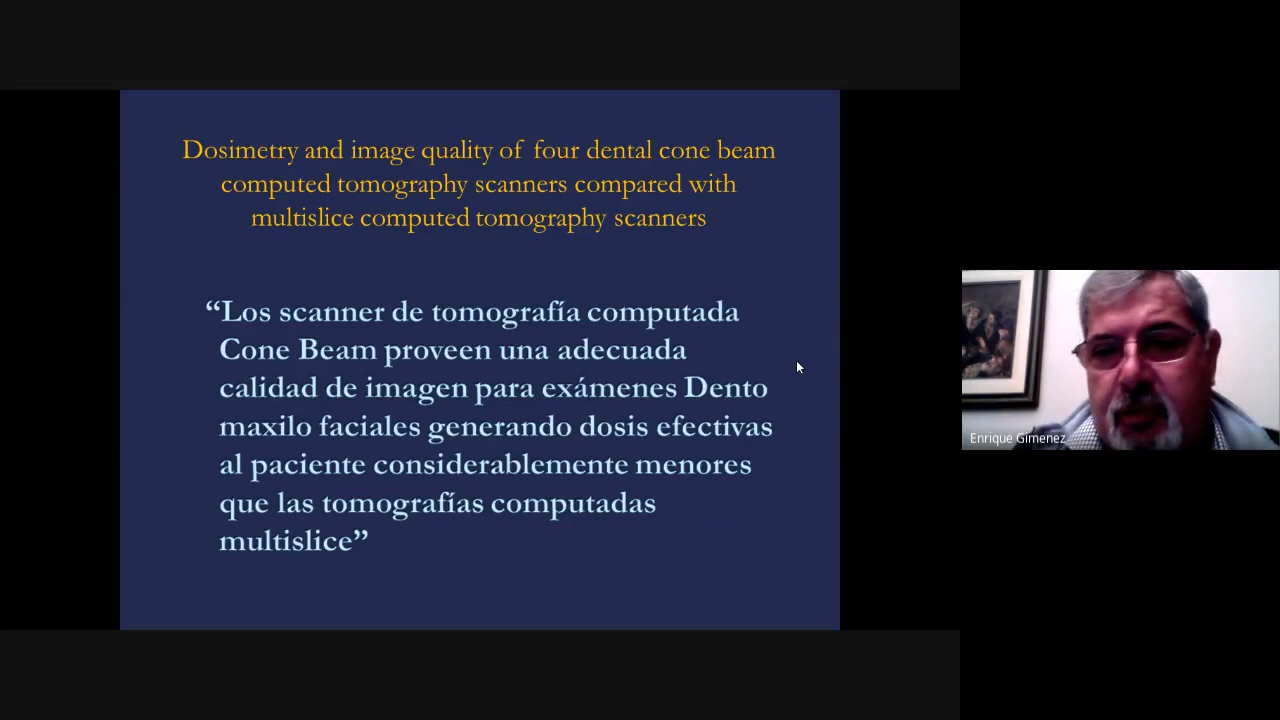 Dosimetry and image quality of four dental cone beam
computed tomography scanners compared with
multislice computed tomography scanners
“Los scanner de tomografía computada
Cone Beam proveen una adecuada
calidad de imagen para exámenes Dento
maxilo faciales generando dosis efectivas
al paciente considerablemente menores
que las tomografías computadas
multislice”
Enrique Gimenez